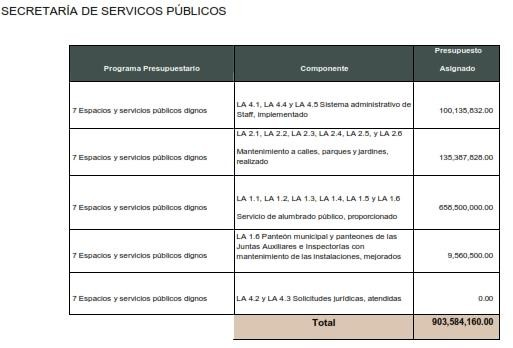 SECRETARÍA DE SERVICOS PÚBLICOS
Programa Presupuestario
Componente
Presupuesto
Asignado
7 Espacios y servicios públicos dignos
LA 4.1, LA 4.4 y LA 4.5 Sistema administrativo de
Staff, implementado
100,135,832.00
7 Espacios y servicios públicos dignos
LA 2.1, LA 2.2, LA 2.3, LA 2.4, LA 2.5, y LA 2.6
Mantenimiento a calles, parques y jardines,
realizado
135,387,828.00
7 Espacios y servicios públicos dignos
LA 1.1, LA 1.2, LA 1.3, LA 1.4, LA 1.5 y LA 1.6
Servicio de alumbrado público, proporcionado
658,500,000.00
7 Espacios y servicios públicos dignos
LA 1.6 Panteón municipal y panteones de las
Juntas Auxiliares e Inspectorías con
mantenimiento de las instalaciones, mejorados
9,560,500.00
7 Espacios y servicios públicos dignos
LA 4.2 y LA 4.3 Solicitudes jurídicas, atendidas
0.00
Total
903,584,160.00